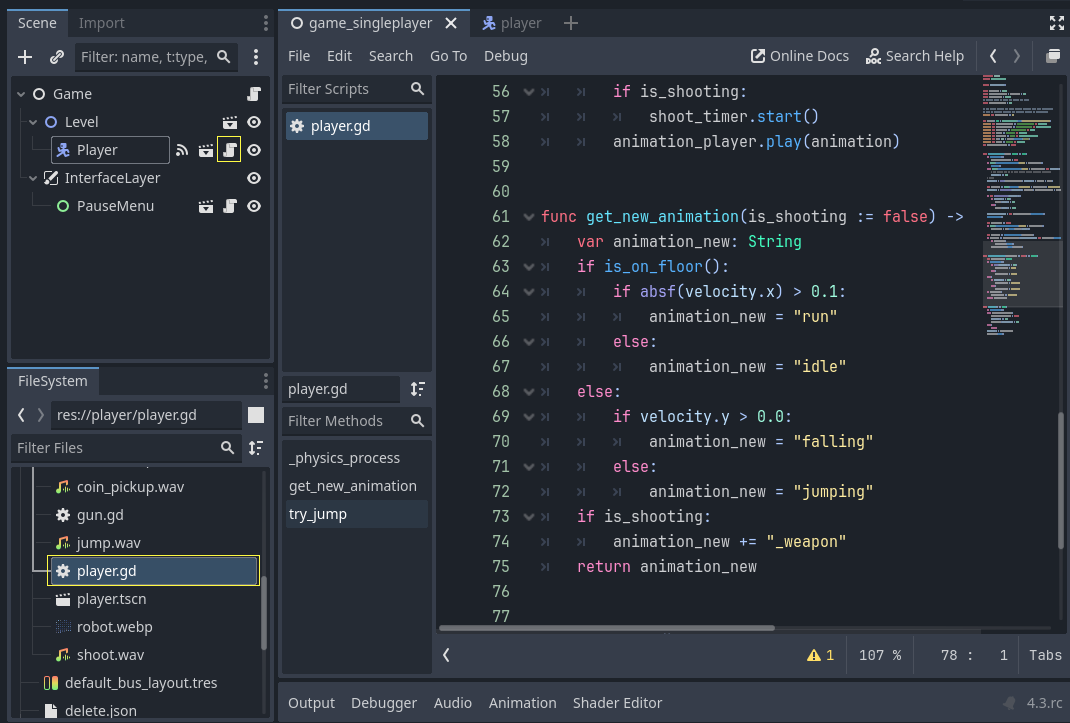 Scene Import
Filter: name, t:type,
Game
Level
Player
InterfaceLayer
PauseMenu
FileSystem
res://player/player.gd
Filter Files
coin_pickup.wav
gun.gd
jump.wav
player.gd
player.tscn
robot.webp
shoot.wav
default_bus_layout.tres
delete.json
game_singleplayer player
File Edit Search Go To Debug Online Docs Search Help
Filter Scripts
player.gd
player.gd
Filter Methods
_physics_process
get_new_animation
try_jump
56 if is_shooting:
57 shoot_timer.start()
58 animation_player.play(animation)
59
60
61 func get_new_animation(is_shooting := false) ->
62 var animation_new: String
63 if is_on_floor():
64 if absf(velocity.x) > 0.1:
65 animation_new = "run"
66 else:
67 animation_new = "idle"
68 else:
69 if velocity.y > 0.0:
70 animation_new = "falling"
71 else:
72 animation_new = "jumping"
73 if is_shooting:
74 animation_new += "_weapon"
75 return animation_new
76
77
1 107 % 78 : 1 Tabs
Output Debugger Audio Animation Shader Editor 4.3.rc